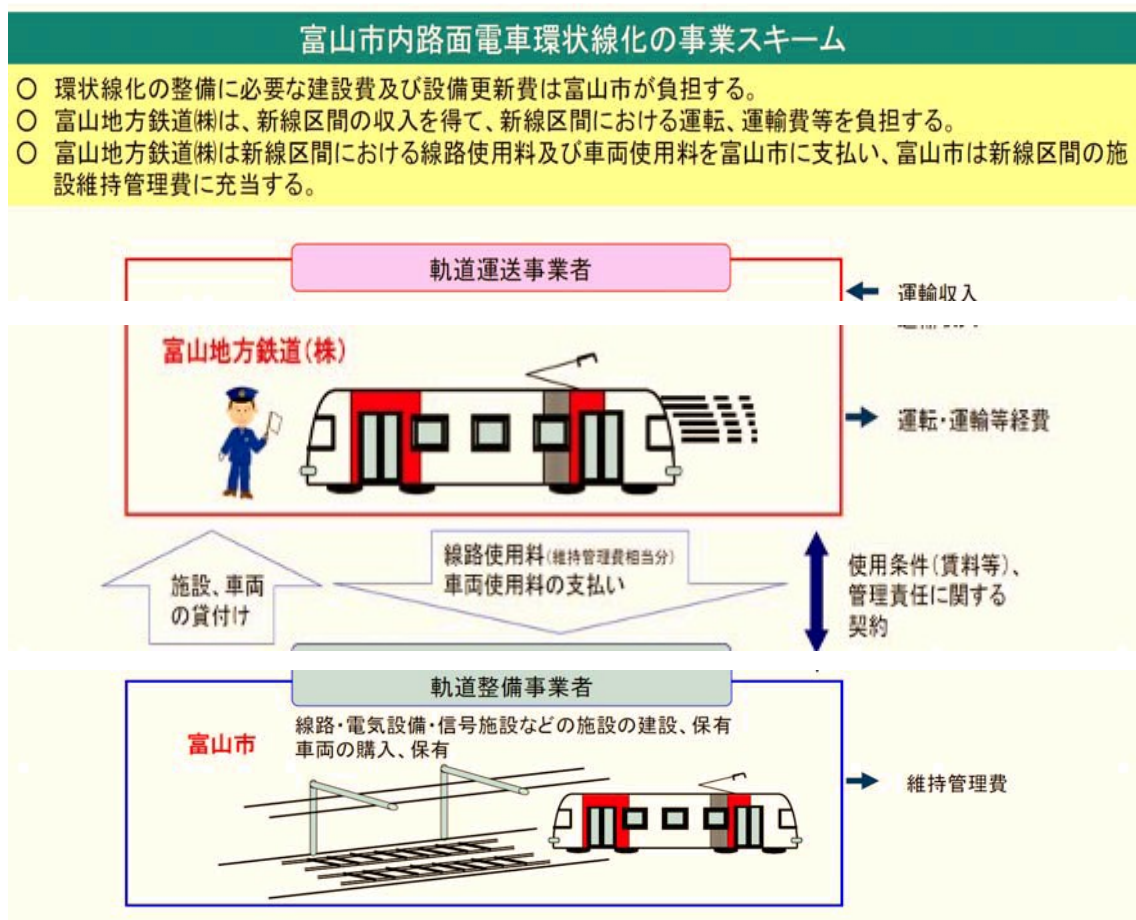 富山市内路面電車環状線化の事業スキーム
○ 環状線化の整備に必要な建設費及び設備更新費は富山市が負担する。
○ 富山地方鉄道㈱は、新線区間の収入を得て、新線区間における運転、運輸費等を負担する。
○ 富山地方鉄道㈱は新線区間における線路使用料及び車両使用料を富山市に支払い、富山市は新線区間の施
設維持管理費に充当する。
軌道運送事業者
運輸収入
富山地方鉄道(株)
運転・運輸等経費
施設、車両
の貸付け
線路使用料(維持管理費相当分)
車両使用料の支払い
使用条件(賃料等)、
管理責任に関する
契約
軌道整備事業者
富山市
線路・電気設備・信号施設などの施設の建設、保有
車両の購入、保有
維持管理費